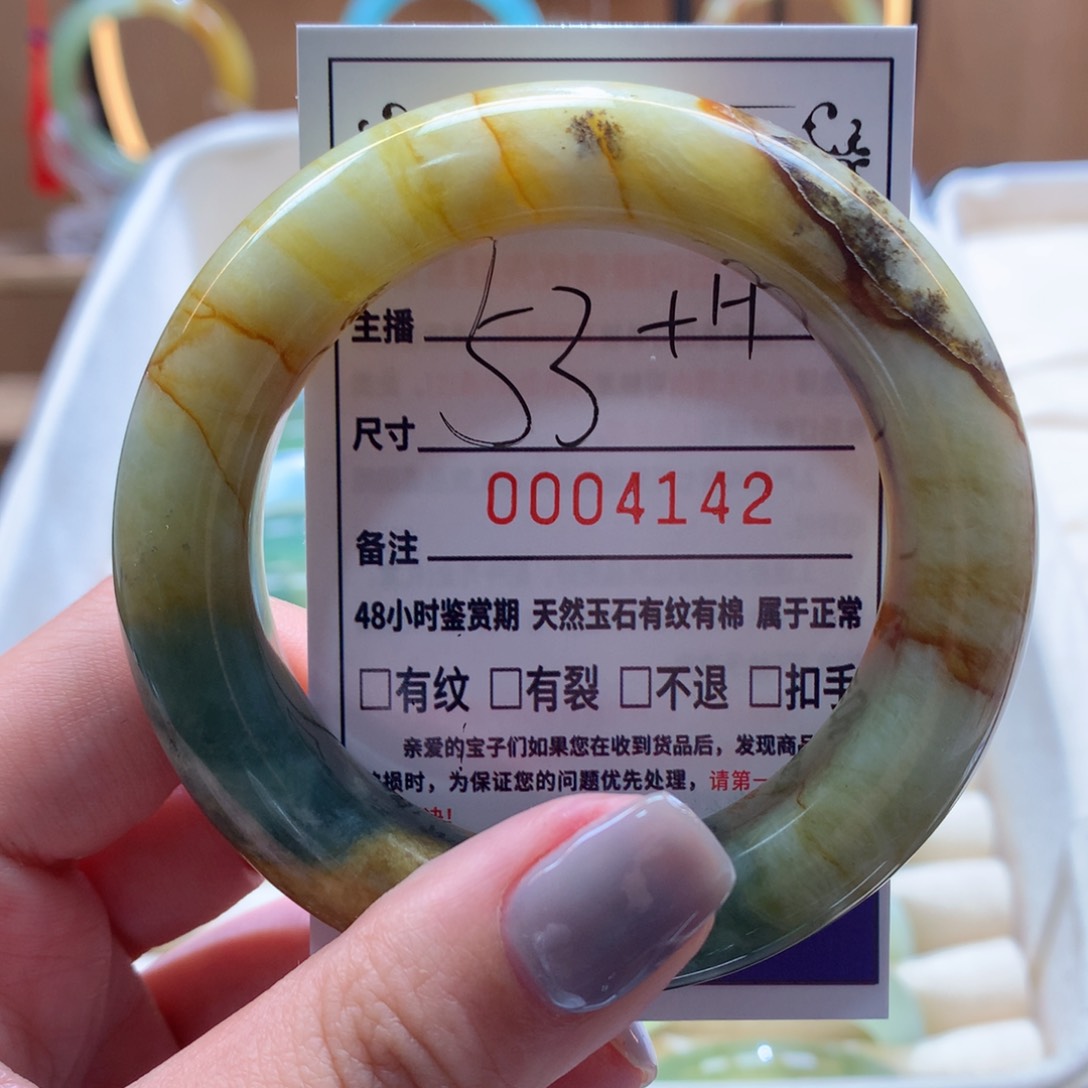 主播
53 +H
尺寸
0004142
备注
48小时鉴赏期 天然玉石有纹有棉 属于正常
□有纹 □有裂 □不退 □扣手
亲爱的宝子们如果您在收到货品后，发现商品
损时，为保证您的问题优先处理，请第一
决!